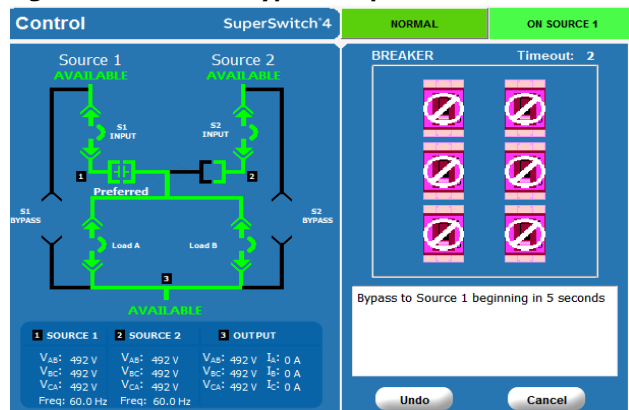 Control
SuperSwitch®4
NORMAL
ON SOURCE 1
Source 1
AVAILABLE
Source 2
AVAILABLE
S1
INPUT
S2
INPUT
1
2
Preferred
S1
BYPASS
S2
BYPASS
Load A
Load B
3
AVAILABLE
1 SOURCE 1
VAB: 492 V
VBC: 492 V
VCA: 492 V
Freq: 60.0 Hz
2 SOURCE 2
VAB: 492 V
VBC: 492 V
VCA: 492 V
Freq: 60.0 Hz
3 OUTPUT
VAB: 492 V IA: 0 A
VBC: 492 V IB: 0 A
VCA: 492 V IC: 0 A
BREAKER
Timeout: 2
Bypass to Source 1 beginning in 5 seconds
Undo
Cancel